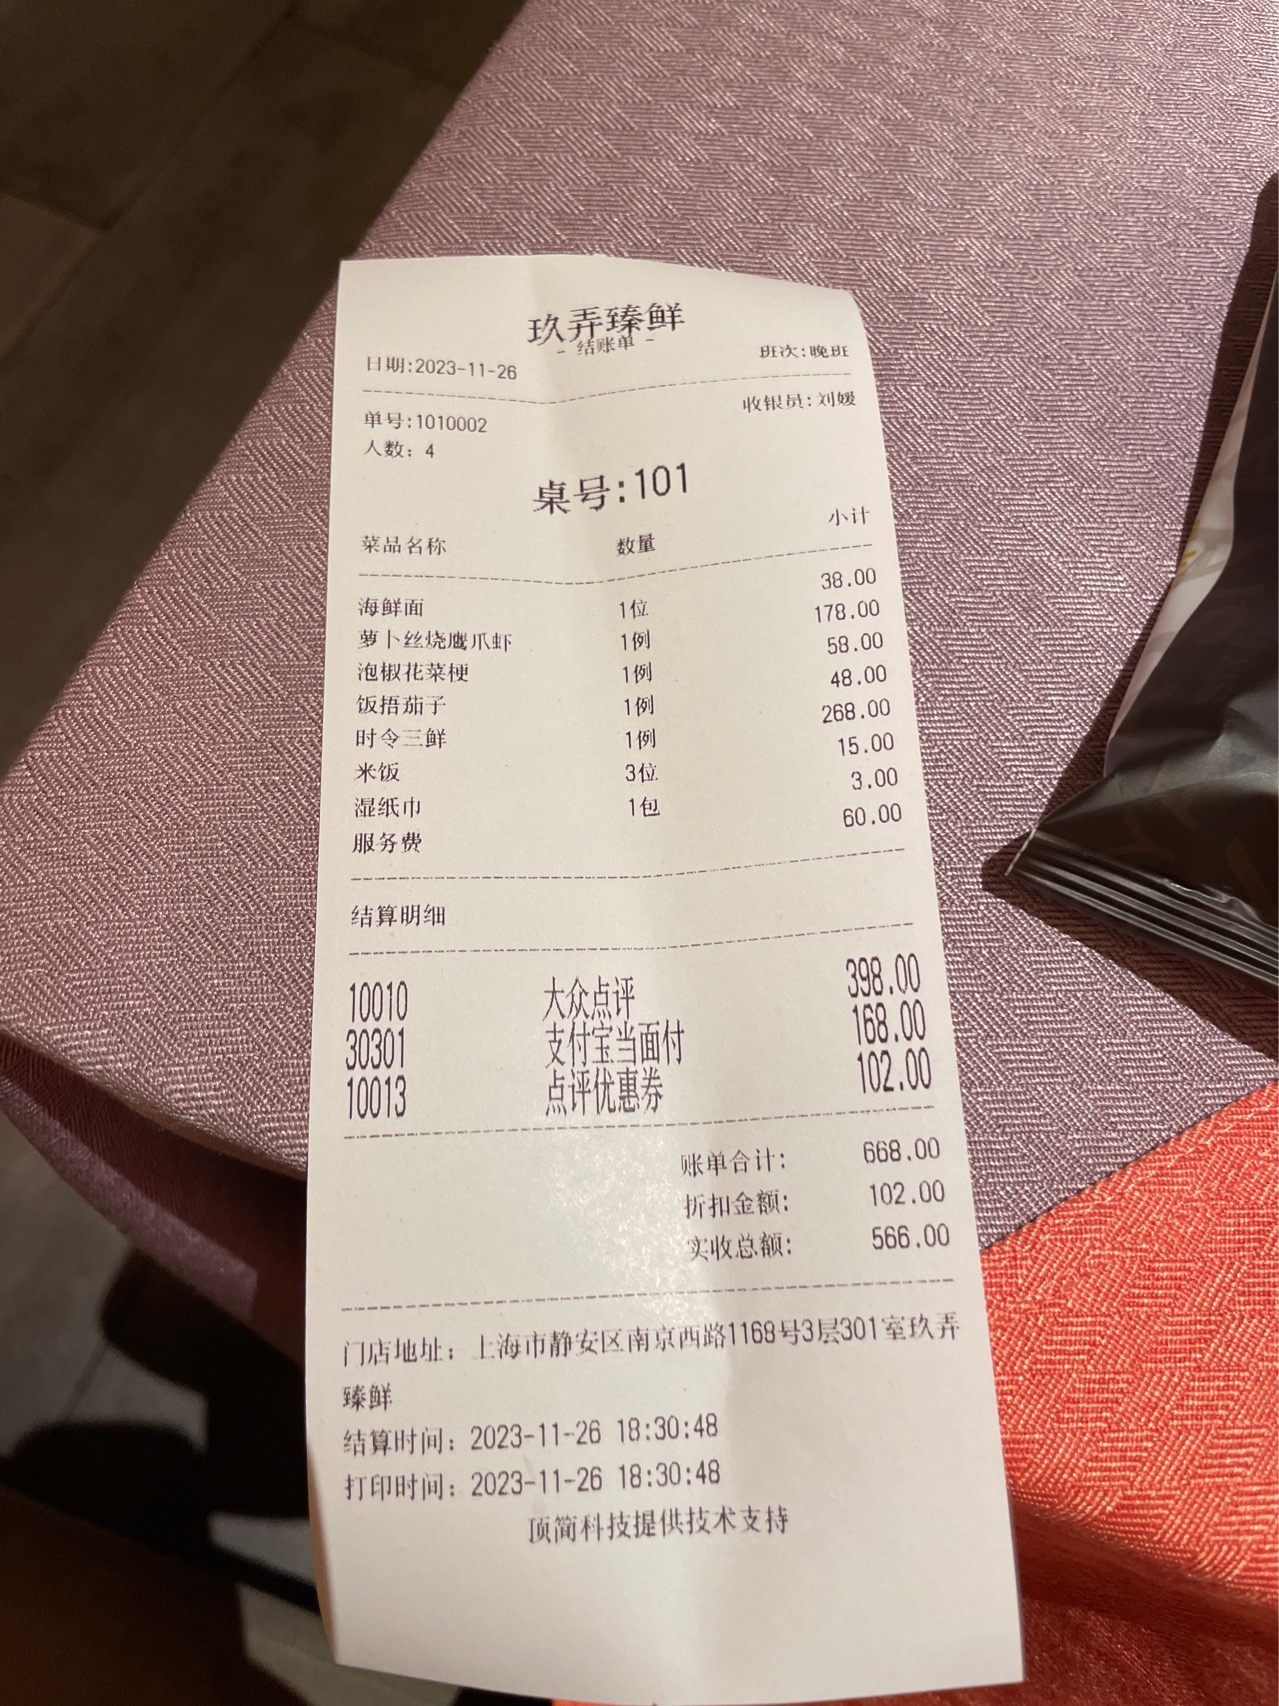 玖弄臻鲜
- 结账单 -
日期:2023-11-26 班次:晚班
单号:1010002 收银员:刘嫒
人数: 4
桌号:101
菜品名称 数量 小计
海鲜面 1位 38.00
萝卜丝烧鹰爪虾 1例 178.00
泡椒花菜梗 1例 58.00
饭捂茄子 1例 48.00
时令三鲜 1例 268.00
米饭 3位 15.00
湿纸巾 1包 3.00
服务费 60.00
结算明细
10010 大众点评 398.00
30301 支付宝当面付 168.00
10013 点评优惠券 102.00
账单合计: 668.00
折扣金额: 102.00
实收总额: 566.00
门店地址: 上海市静安区南京西路1168号3层301室玖弄
臻鲜
结算时间: 2023-11-26 18:30:48
打印时间: 2023-11-26 18:30:48
顶简科技提供技术支持